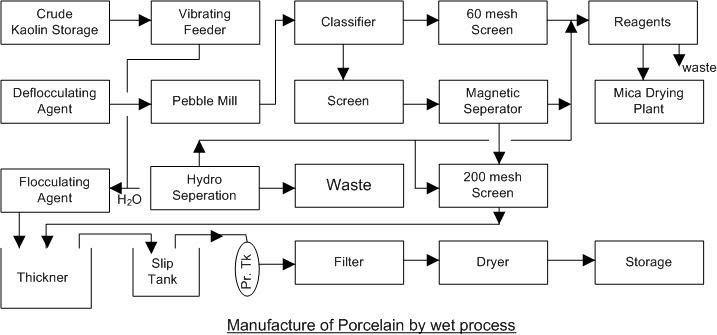 Crude
Kaolin Storage
Vibrating
Feeder
Classifier
60 mesh
Screen
Reagents
waste
Deflocculating
Agent
Pebble Mill
Screen
Magnetic
Seperator
Mica Drying
Plant
Flocculating
Agent
H2O
Hydro
Seperation
Waste
200 mesh
Screen
Thickner
Slip
Tank
Pr. Tk
Filter
Dryer
Storage
Manufacture of Porcelain by wet process